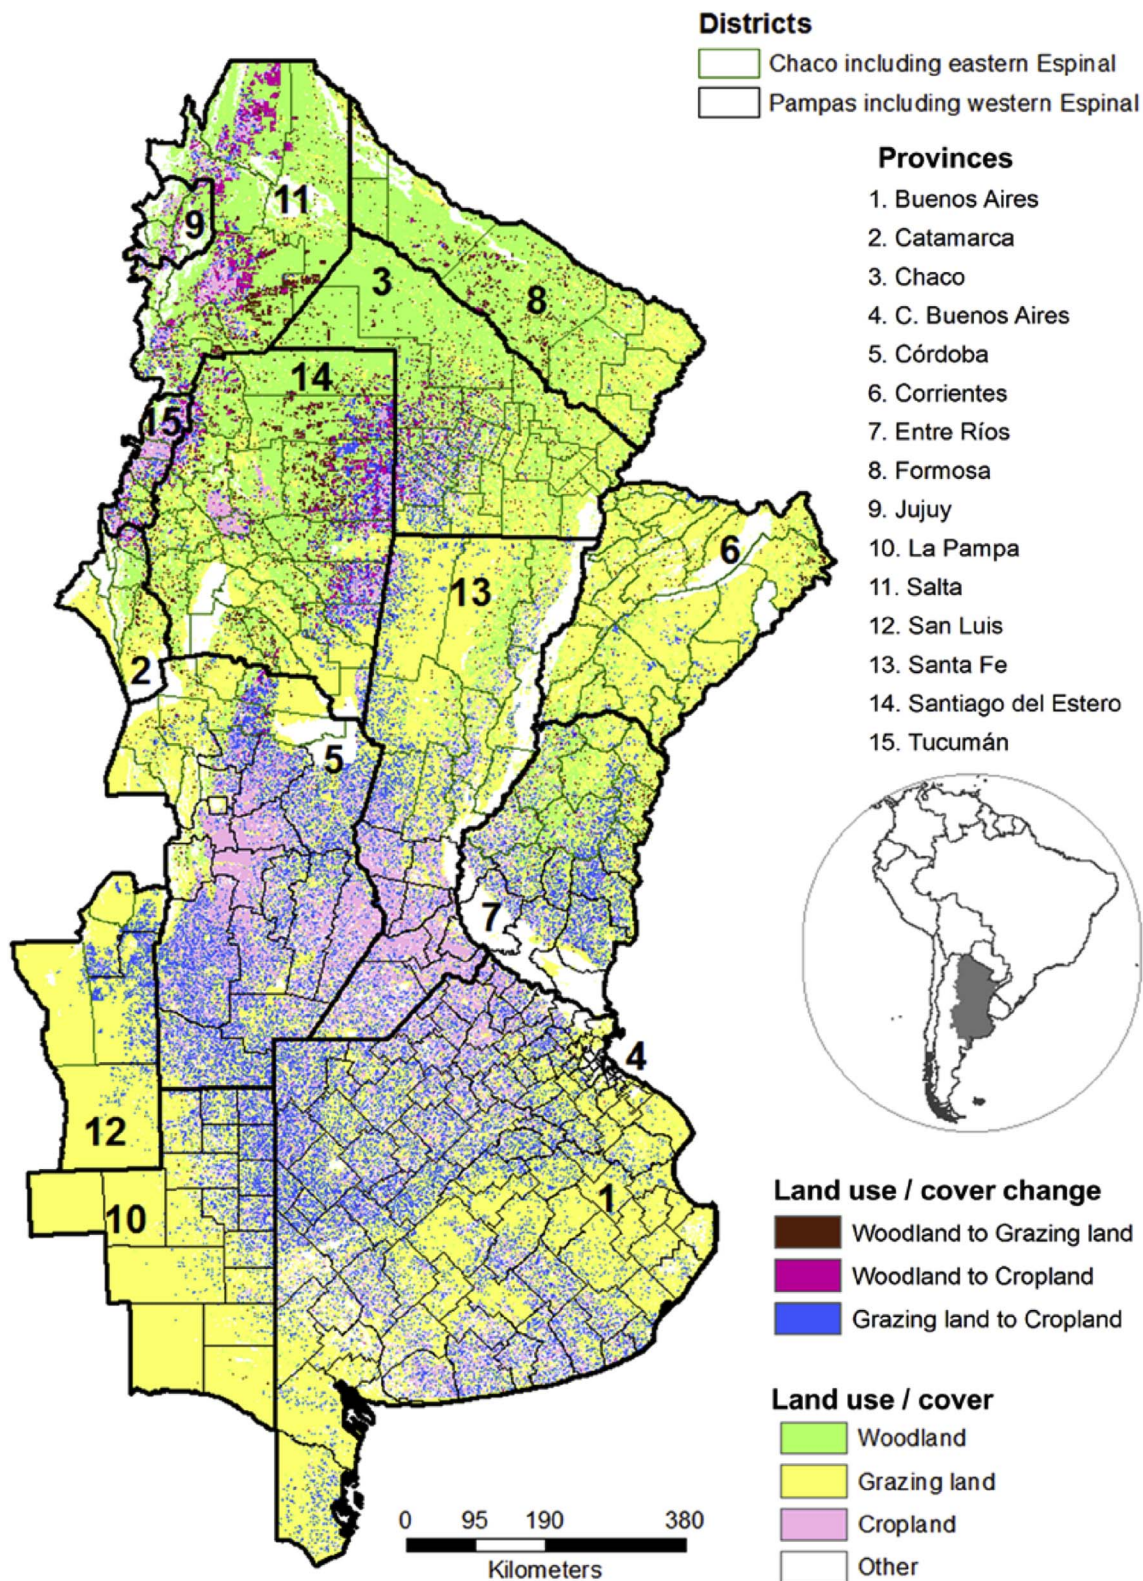 Districts
Chaco including eastern Espinal
Pampas including western Espinal
Provinces
1. Buenos Aires
2. Catamarca
3. Chaco
4. C. Buenos Aires
5. Córdoba
6. Corrientes
7. Entre Ríos
8. Formosa
9. Jujuy
10. La Pampa
11. Salta
12. San Luis
13. Santa Fe
14. Santiago del Estero
15. Tucumán
11
9
3
8
14
15
6
13
2
5
7
4
12
1
10
Land use / cover change
Woodland to Grazing land
Woodland to Cropland
Grazing land to Cropland
Land use / cover
Woodland
Grazing land
Cropland
Other
0 95 190 380
Kilometers